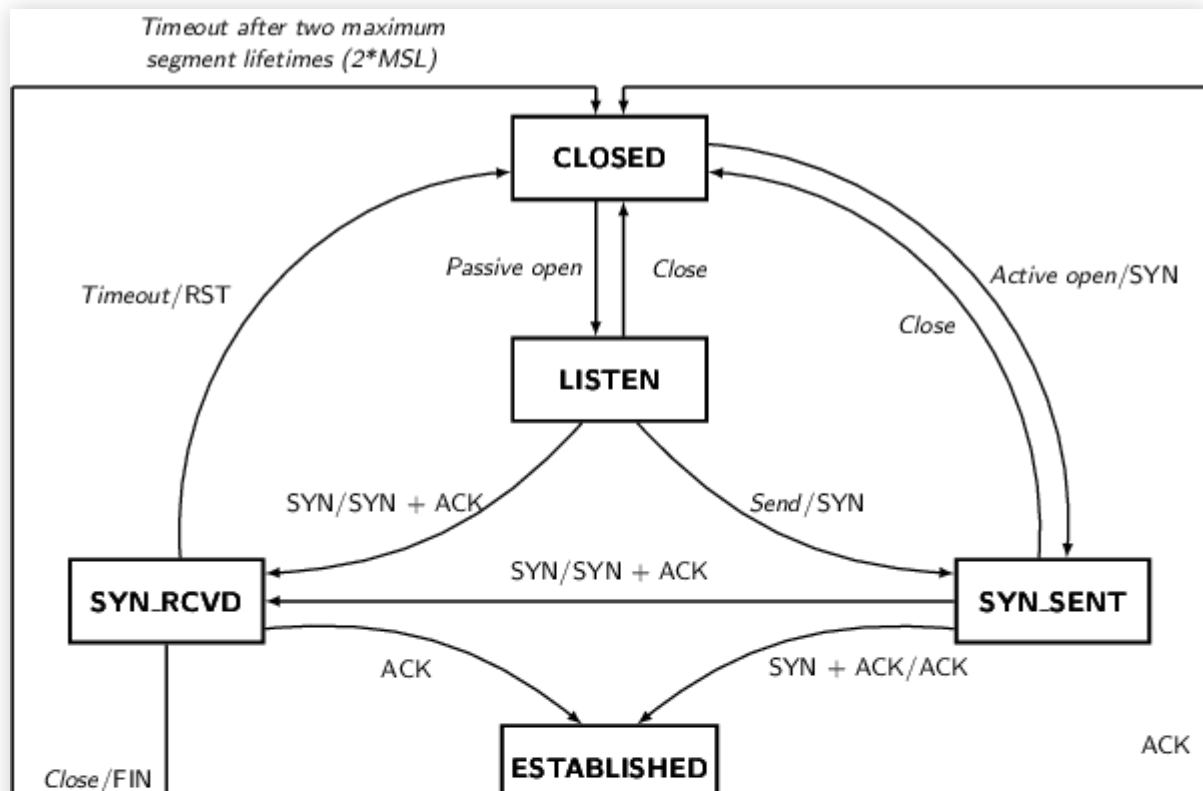 Timeout after two maximum
segment lifetimes (2*MSL)
CLOSED
Passive open
Close
Active open/SYN
Timeout/RST
Close
LISTEN
SYN/SYN + ACK
Send/SYN
SYN/SYN + ACK
SYN_RCVD
SYN_SENT
ACK
SYN + ACK/ACK
ACK
Close/FIN
ESTABLISHED